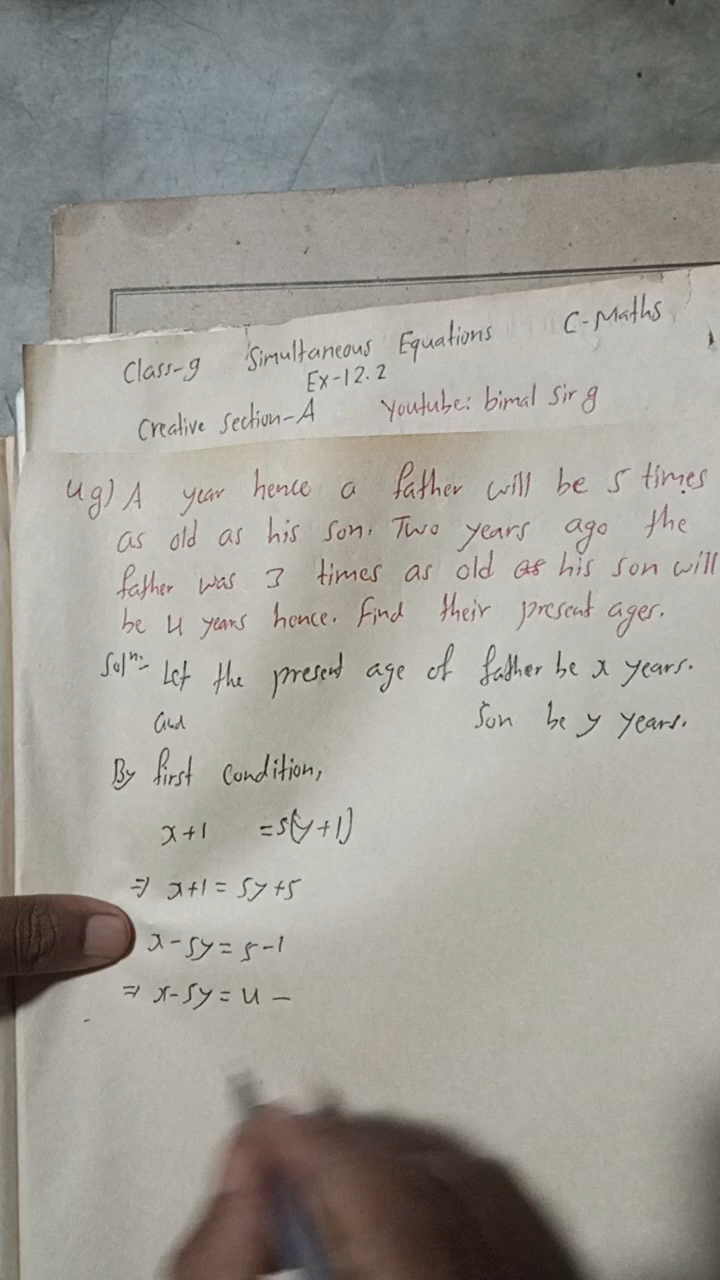 Class-9 Simultaneous Equations C-Maths
Ex-12.2
Creative Section-A Youtube: bimal Sir g
4g) A year hence a father will be 5 times
as old as his son. Two years ago the
father was 3 times as old as his son will
be 4 years hence. Find their present ages.
Solⁿ:- Let the present age of father be x years.
and Son be y years.
By first condition,
x+1 =5(y+1)
⇒ x+1 = 5y+5
x-5y = 5-1
⇒ x-5y = 4 -